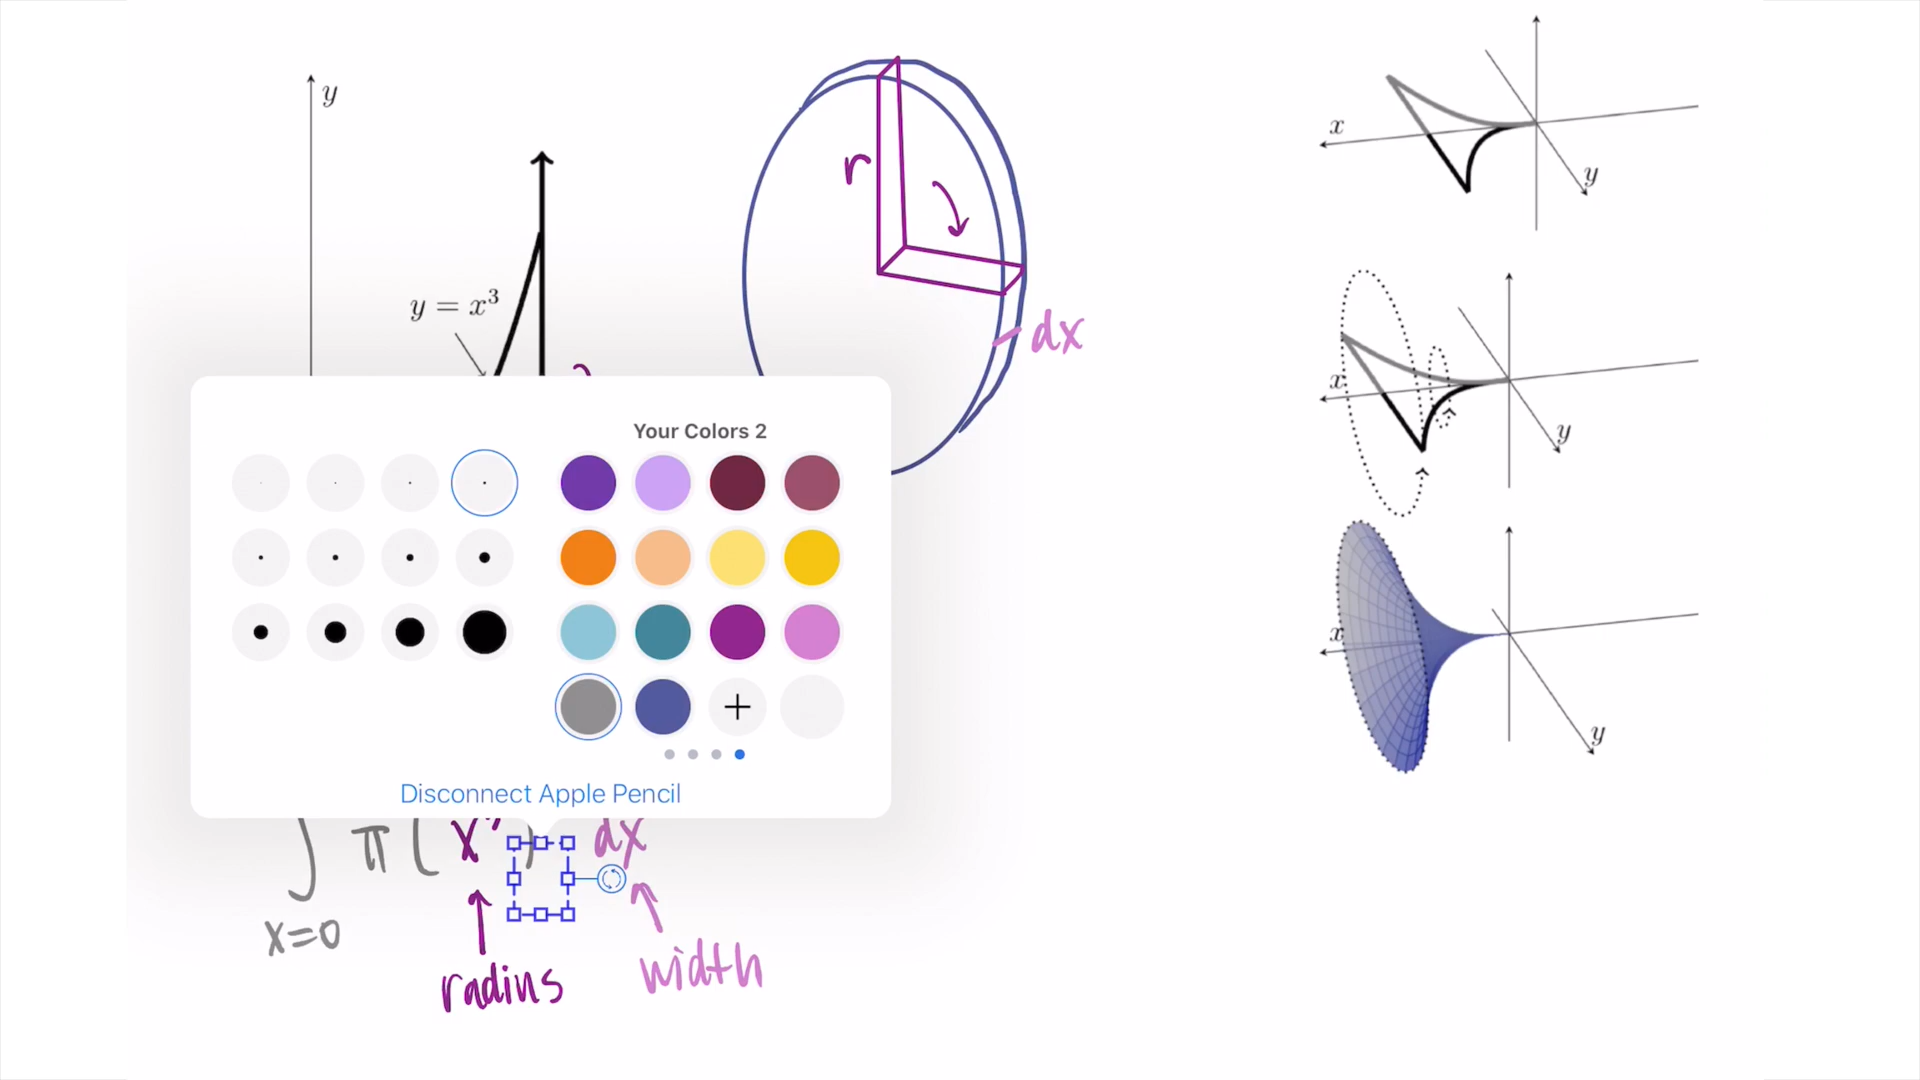 y
y = x³
r
dx
Your Colors 2
Disconnect Apple Pencil
∫ π ( x ) dx
x=0
radius
width
x
y
x
y
x
y